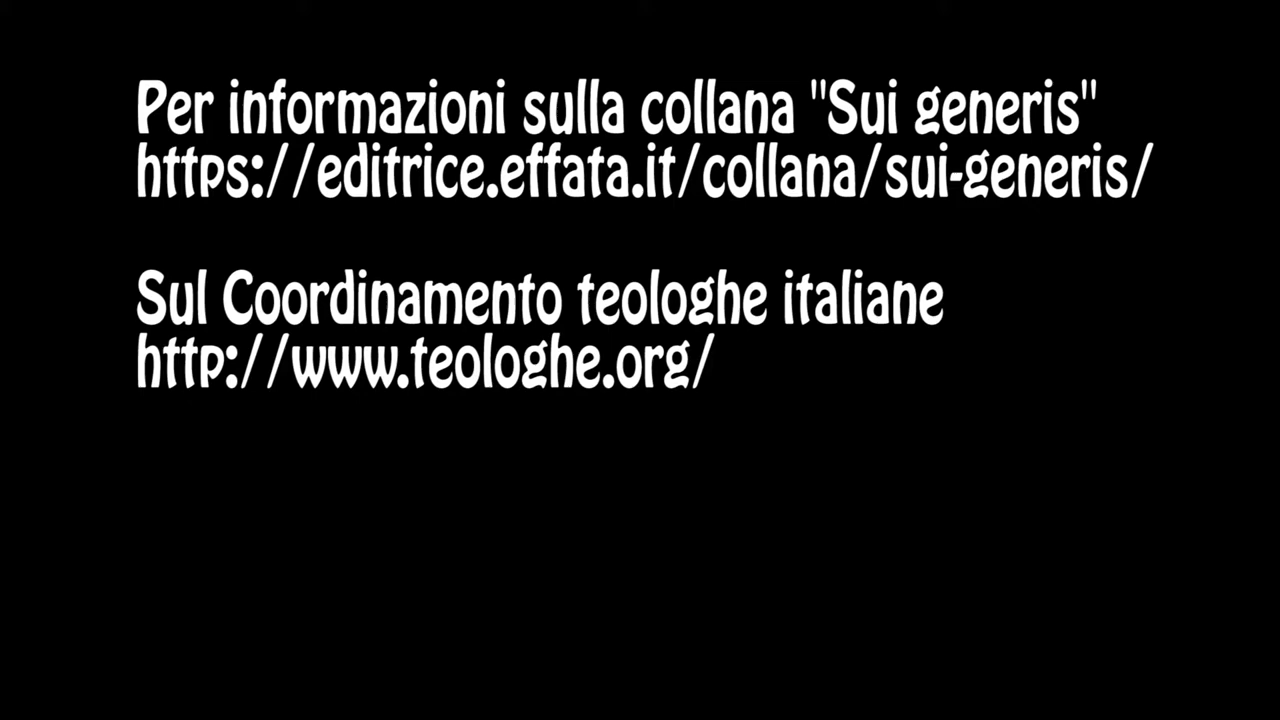 Per informazioni sulla collana "Sui generis"
https://editrice.effata.it/collana/sui-generis/
Sul Coordinamento teologhe italiane
http://www.teologhe.org/